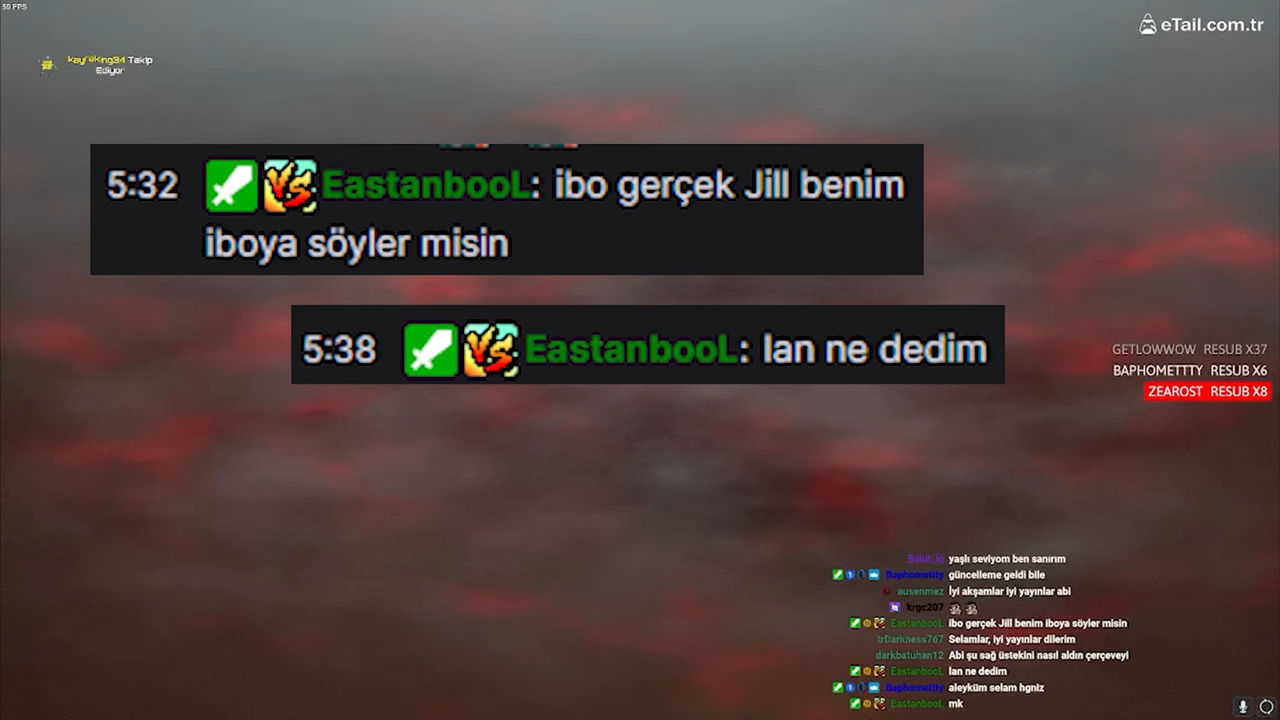 59 FPS
eTail.com.tr
Takip
Ediyor
5:32 EastanbooL: ibo gerçek Jill benim
iboya söyler misin
5:38 EastanbooL: lan ne dedim
GETLOWWOW RESUB X37
BAPHOMETTTY RESUB X6
ZEAROST RESUB X8
yaşlı seviyom ben sanırım
Baphomettty güncelleme geldi bile
ausenmez İyi akşamlar iyi yayınlar abi
krgc207
EastanbooL ibo gerçek Jill benim iboya söyler misin
trDarkness767 Selamlar, iyi yayınlar dilerim
darkbatuhan12 Abi şu sağ üstekini nasıl aldın çerçeveyi
EastanbooL lan ne dedim
Baphomettty aleyküm selam hgniz
EastanbooL mk